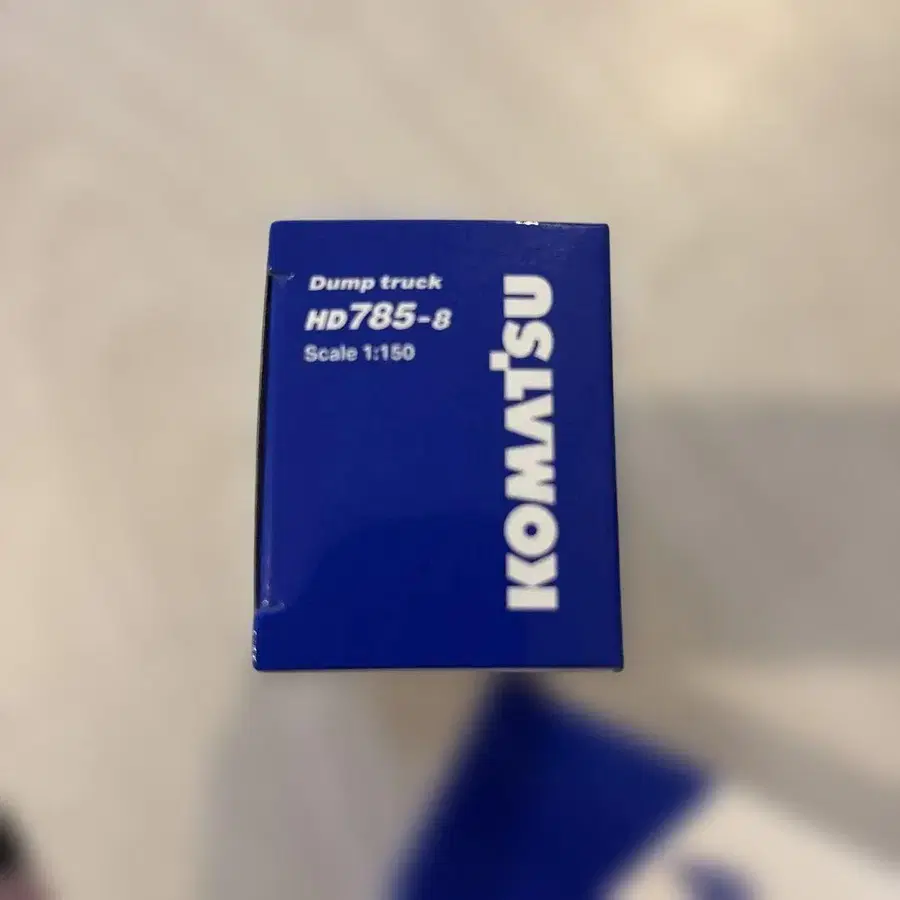 Dump truck
HD785-8
Scale 1:150
KOMATSU